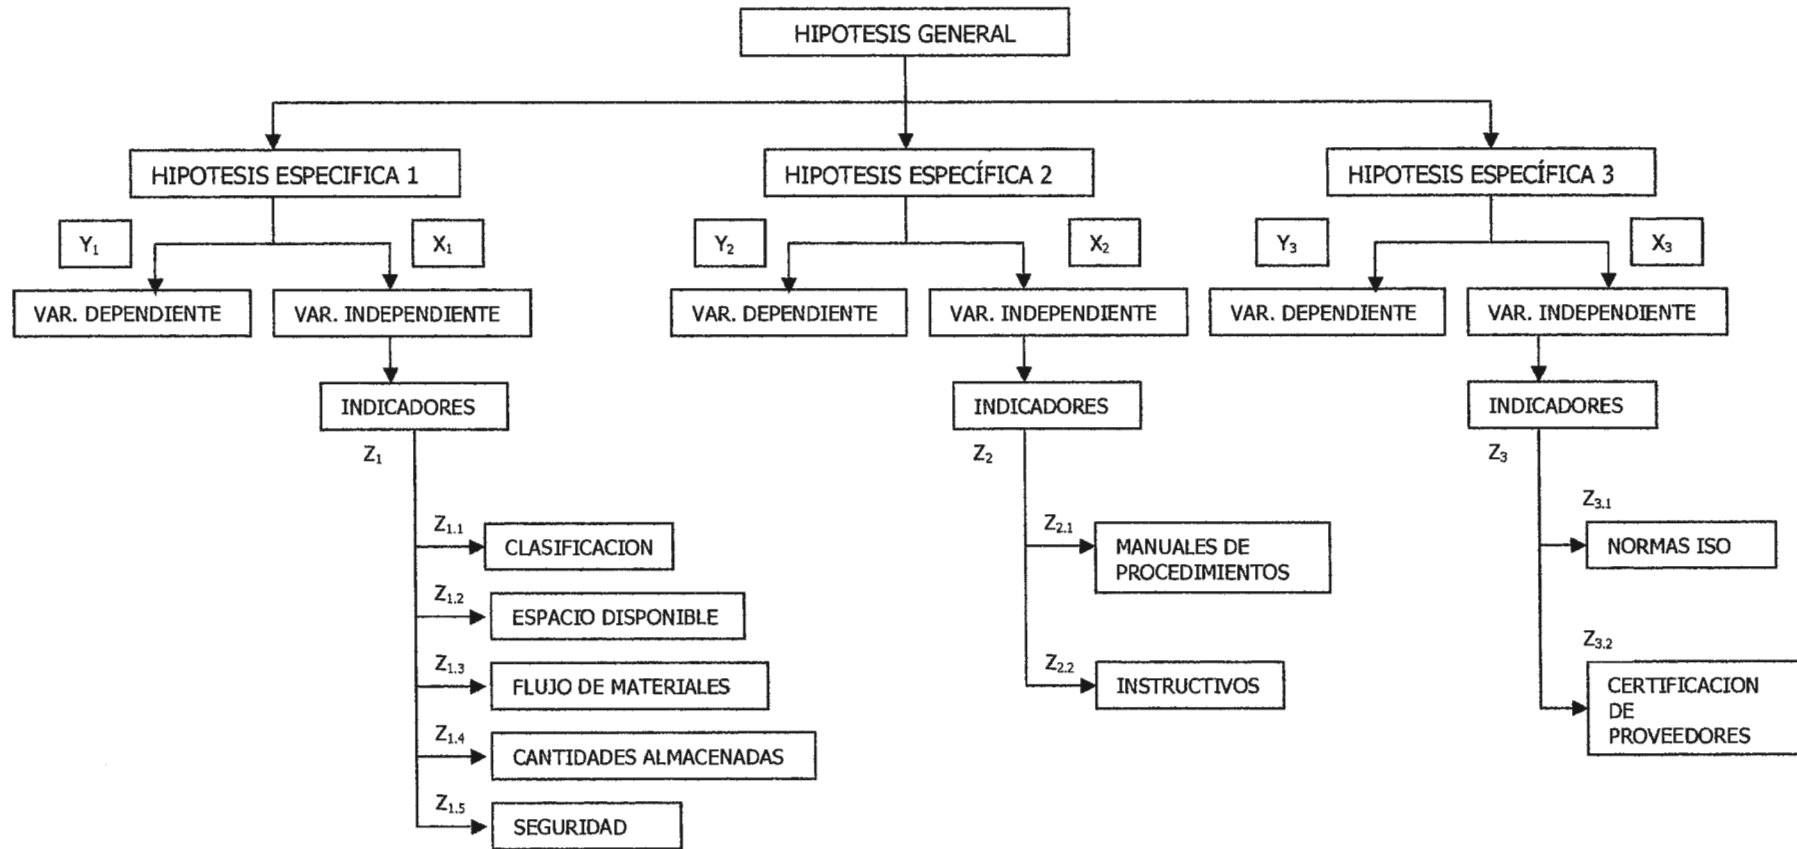 HIPOTESIS GENERAL
HIPOTESIS ESPECIFICA 1
HIPOTESIS ESPECÍFICA 2
HIPOTESIS ESPECÍFICA 3
Y₁
X₁
Y₂
X₂
Y₃
X₃
VAR. DEPENDIENTE
VAR. INDEPENDIENTE
VAR. DEPENDIENTE
VAR. INDEPENDIENTE
VAR. DEPENDIENTE
VAR. INDEPENDIENTE
INDICADORES
INDICADORES
INDICADORES
Z₁
Z₂
Z₃
Z₁.₁
CLASIFICACION
Z₁.₂
ESPACIO DISPONIBLE
Z₁.₃
FLUJO DE MATERIALES
Z₁.₄
CANTIDADES ALMACENADAS
Z₁.₅
SEGURIDAD
Z₂.₁
MANUALES DE
PROCEDIMIENTOS
Z₂.₂
INSTRUCTIVOS
Z₃.₁
NORMAS ISO
Z₃.₂
CERTIFICACION
DE
PROVEEDORES